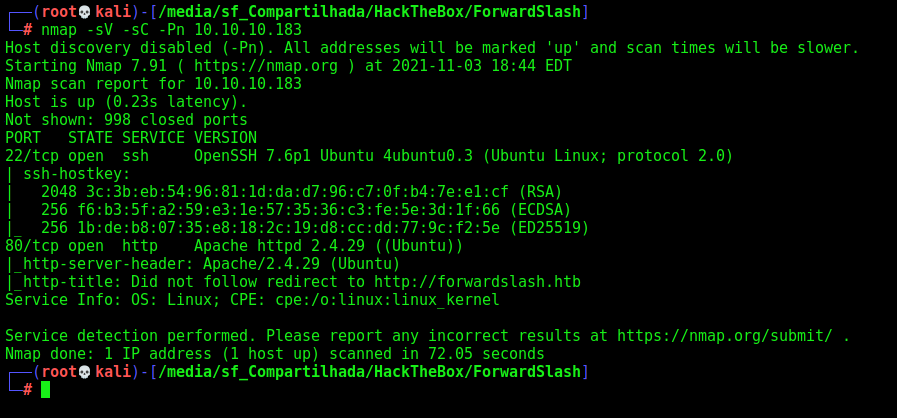 ┌──(root💀kali)-[/media/sf_Compartilhada/HackTheBox/ForwardSlash]
└─# nmap -sV -sC -Pn 10.10.10.183
Host discovery disabled (-Pn). All addresses will be marked 'up' and scan times will be slower.
Starting Nmap 7.91 ( https://nmap.org ) at 2021-11-03 18:44 EDT
Nmap scan report for 10.10.10.183
Host is up (0.23s latency).
Not shown: 998 closed ports
PORT   STATE SERVICE VERSION
22/tcp open  ssh     OpenSSH 7.6p1 Ubuntu 4ubuntu0.3 (Ubuntu Linux; protocol 2.0)
| ssh-hostkey:
|   2048 3c:3b:eb:54:96:81:1d:da:d7:96:c7:0f:b4:7e:e1:cf (RSA)
|   256 f6:b3:5f:a2:59:e3:1e:57:35:36:c3:fe:5e:3d:1f:66 (ECDSA)
|_  256 1b:de:b8:07:35:e8:18:2c:19:d8:cc:dd:77:9c:f2:5e (ED25519)
80/tcp open  http    Apache httpd 2.4.29 ((Ubuntu))
|_http-server-header: Apache/2.4.29 (Ubuntu)
|_http-title: Did not follow redirect to http://forwardslash.htb
Service Info: OS: Linux; CPE: cpe:/o:linux:linux_kernel

Service detection performed. Please report any incorrect results at https://nmap.org/submit/ .
Nmap done: 1 IP address (1 host up) scanned in 72.05 seconds
┌──(root💀kali)-[/media/sf_Compartilhada/HackTheBox/ForwardSlash]
└─#